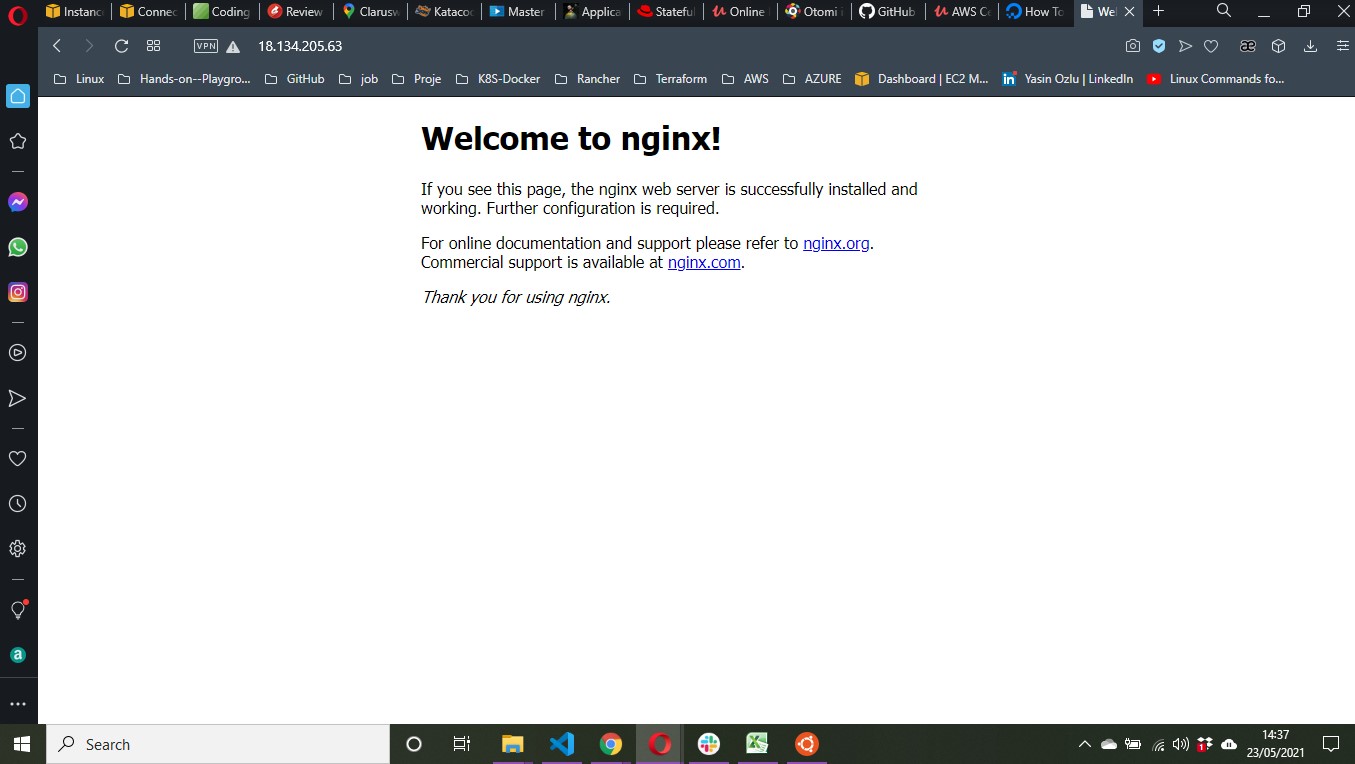 Instanc
Connec
Coding
Review
Clarusw
Katacoc
Master
Applica
Stateful
Online
Otomi i
GitHub
AWS Ce
How To
Wel
VPN
18.134.205.63
Linux
Hands-on--Playgro...
GitHub
job
Proje
K8S-Docker
Rancher
Terraform
AWS
AZURE
Dashboard | EC2 M...
Yasin Ozlu | LinkedIn
Linux Commands fo...
Welcome to nginx!
If you see this page, the nginx web server is successfully installed and
working. Further configuration is required.
For online documentation and support please refer to nginx.org.
Commercial support is available at nginx.com.
Thank you for using nginx.
Search
14:37
23/05/2021